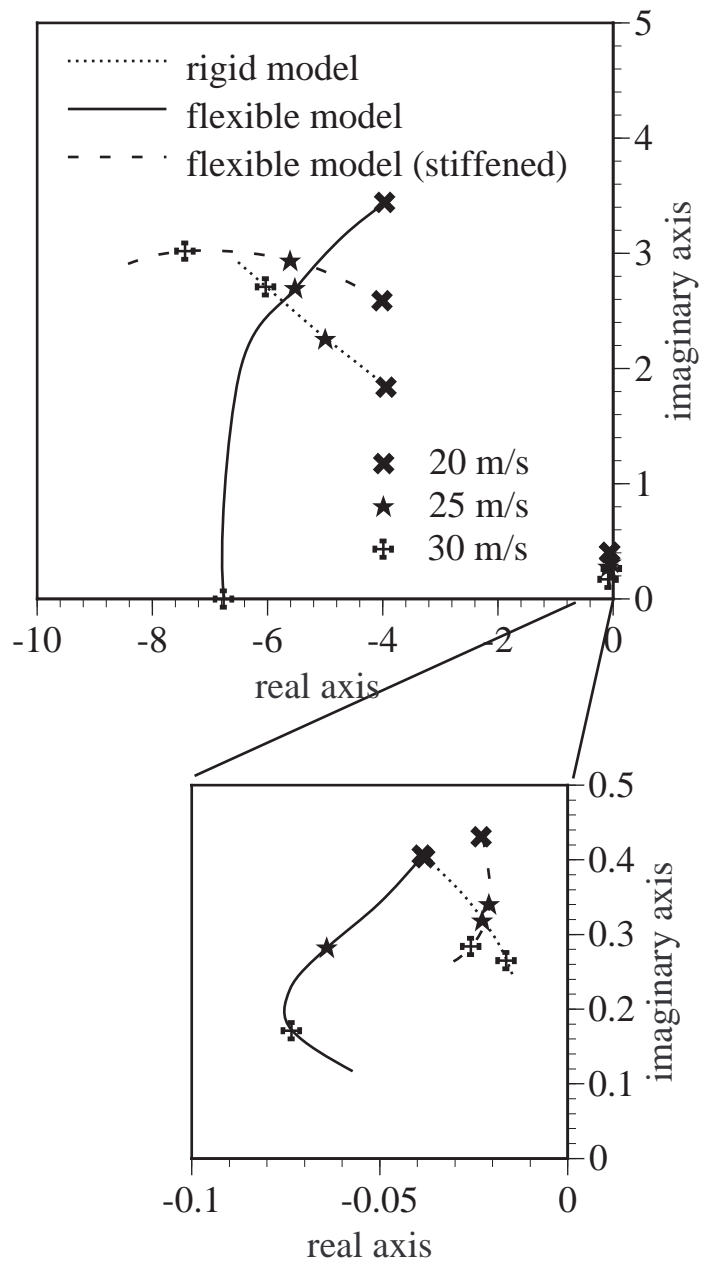 5
rigid model
flexible model
4
flexible model (stiffened)
3
imaginary axis
2
20 m/s
1
25 m/s
30 m/s
0
-10
-8
-6
-4
-2
0
real axis
0.5
0.4
0.3
imaginary axis
0.2
0.1
0
-0.1
-0.05
0
real axis